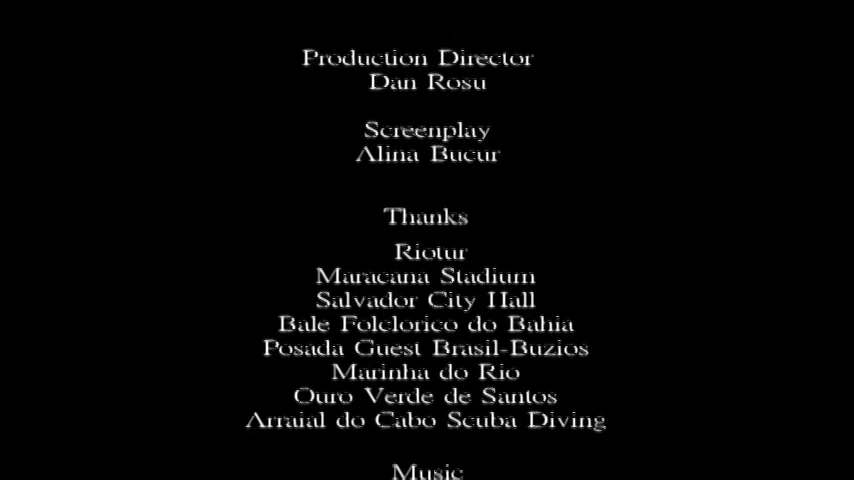 Production Director
Dan Rosu
Screenplay
Alina Bucur
Thanks
Riotur
Maracana Stadium
Salvador City Hall
Bale Folclorico do Bahia
Posada Guest Brasil-Buzios
Marinha do Rio
Ouro Verde de Santos
Arraial do Cabo Scuba Diving
Music